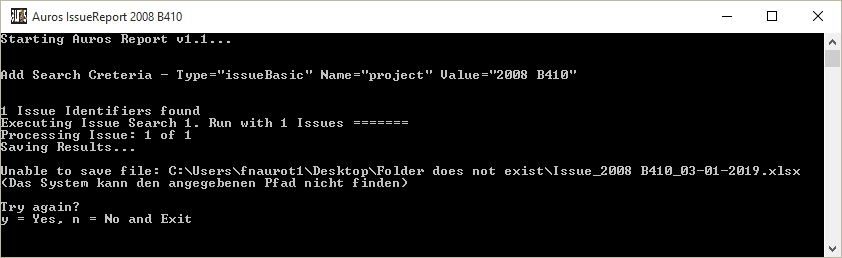 Auros IssueReport 2008 B410
Starting Auros Report v1.1...
Add Search Creteria - Type="issueBasic" Name="project" Value="2008 B410"
1 Issue Identifiers found
Executing Issue Search 1. Run with 1 Issues =======
Processing Issue: 1 of 1
Saving Results...
Unable to save file: C:\Users\fnaurot1\Desktop\Folder does not exist\Issue_2008 B410_03-01-2019.xlsx
(Das System kann den angegebenen Pfad nicht finden)
Try again?
y = Yes, n = No and Exit